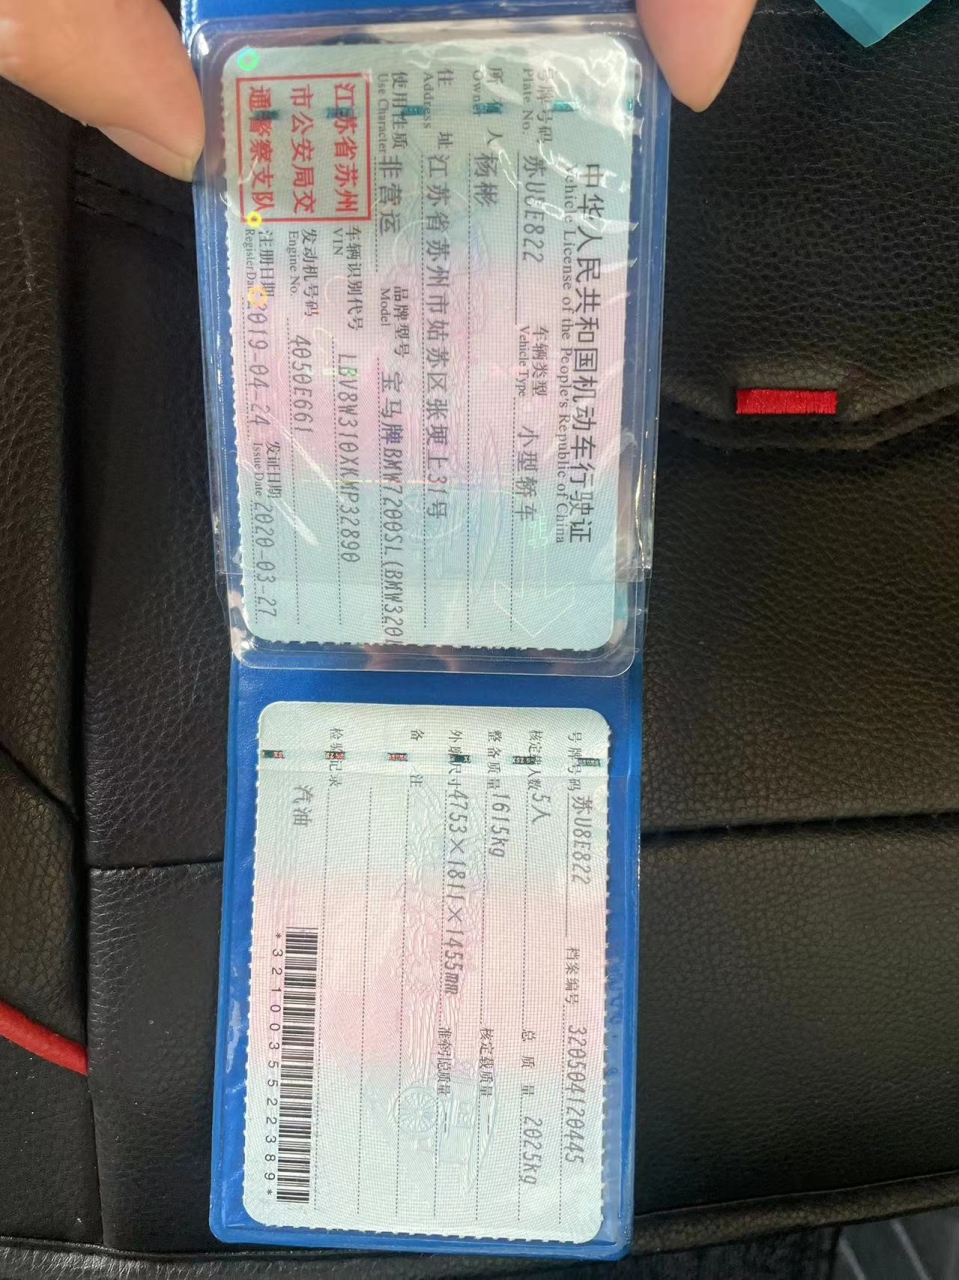 中华人民共和国机动车行驶证
Vehicle License of the People's Republic of China
号牌号码 苏U8E822 车辆类型 小型轿车
Plate No. Vehicle Type
所有人 杨彬
Owner
住址 江苏省苏州市姑苏区张埂上31号
Address
使用性质 非营运 品牌型号 宝马牌BMW7200SL(BMW320
Use Character Model
江苏省苏州
市公安局交
通警察支队
车辆识别代号 LBV8W310XKMP32890
VIN
发动机号码 4050E661
Engine No.
注册日期 2019-04-24 发证日期 2020-03-27
Register Date Issue Date
号牌号码 苏U8E822 档案编号 320504120445
核定载人数 5人 总质量 2025kg
整备质量 1615kg 核定载质量 --
外廓尺寸 4753×1811×1455mm 准牵引总质量 --
备注
检验记录
汽油
*3210035522389*